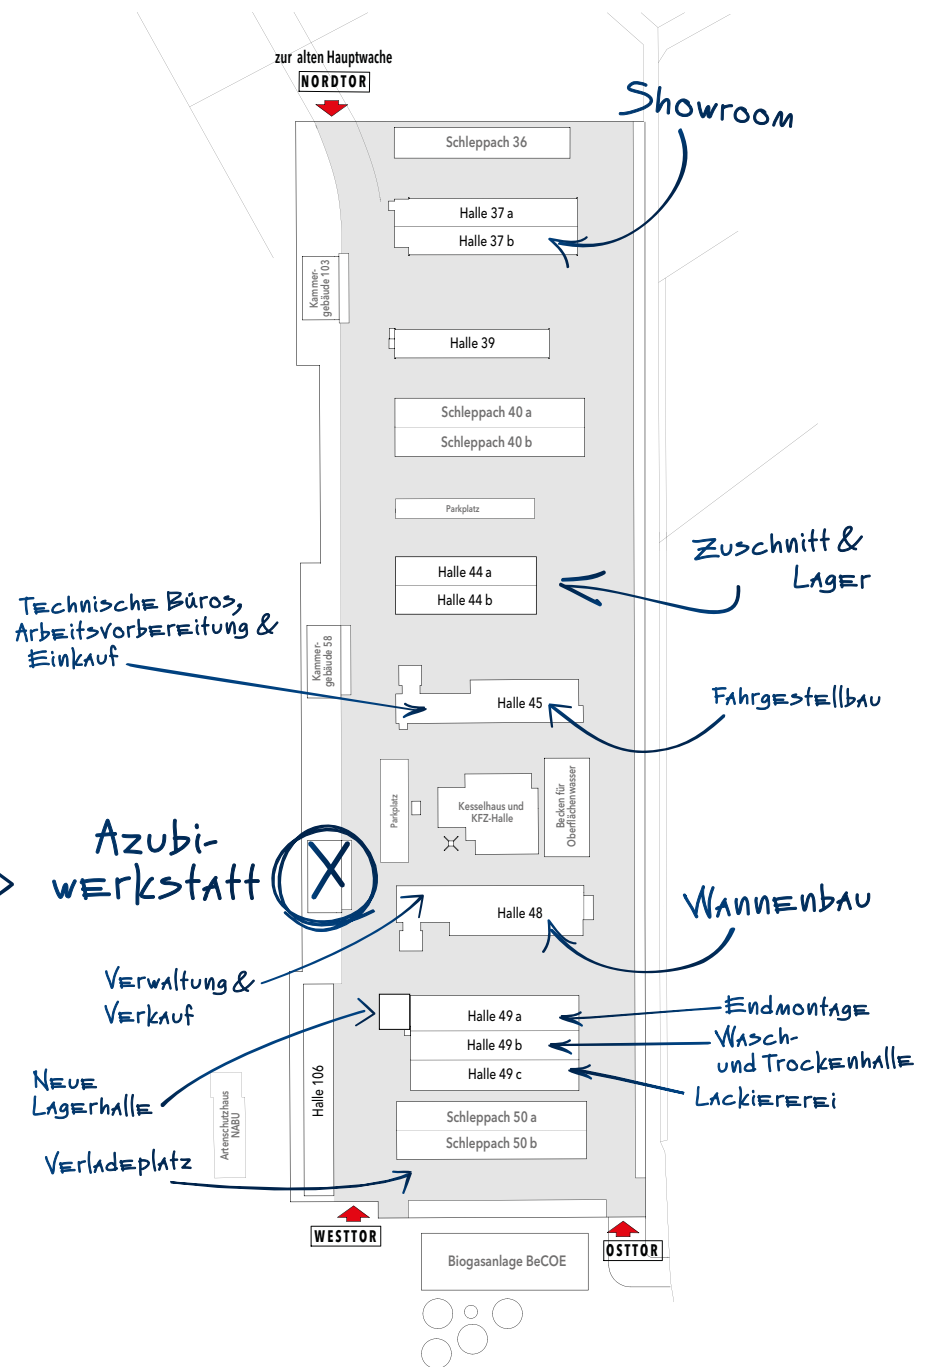 zur alten Hauptwache
NORDTOR
Showroom
Schleppach 36
Halle 37 a
Halle 37 b
Kammer-
gebäude 103
Halle 39
Schleppach 40 a
Schleppach 40 b
Parkplatz
Zuschnitt &
Lager
Halle 44 a
Halle 44 b
Technische Büros,
Arbeitsvorbereitung &
Einkauf
Kammer-
gebäude 58
Halle 45
Fahrgestellbau
Parkplatz
Kesselhaus und
KFZ-Halle
Becken für
Oberflächenwasser
Azubi-
werkstatt
X
Halle 48
Wannenbau
Verwaltung &
Verkauf
Halle 49 a
Halle 49 b
Halle 49 c
Endmontage
Wasch-
und Trockenhalle
Lackiererei
Neue
Lagerhalle
Halle 106
Artenschutzhaus
NABU
Schleppach 50 a
Schleppach 50 b
Verladeplatz
WESTTOR
OSTTOR
Biogasanlage BeCOE